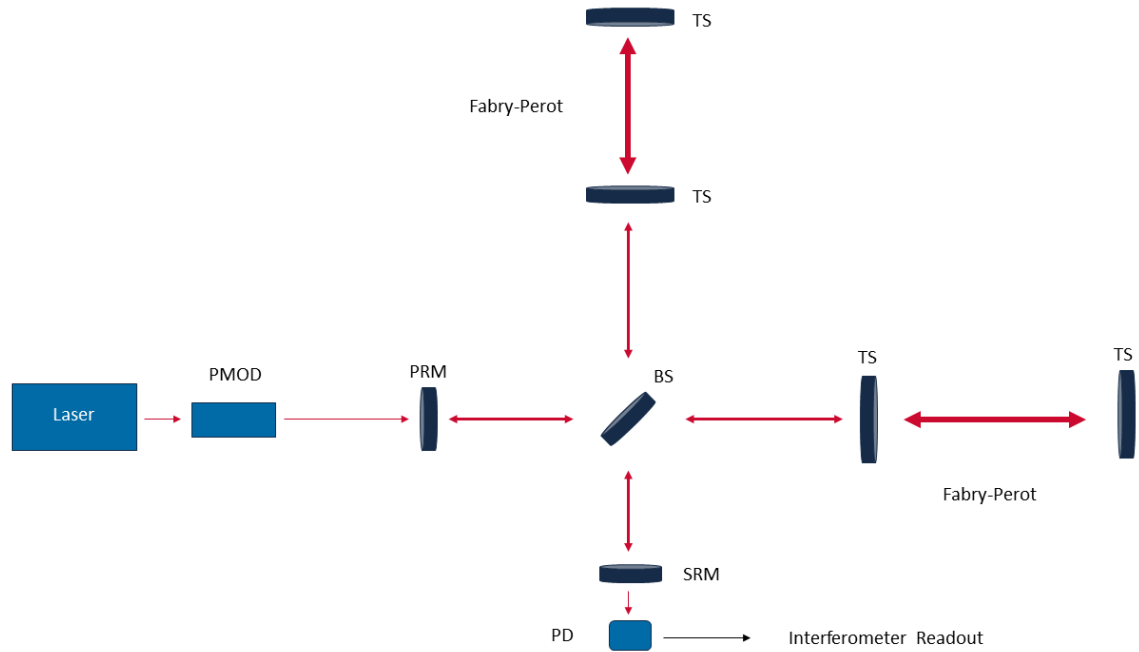 TS
Fabry-Perot
TS
TS
TS
PMOD
PRM
BS
Laser
Fabry-Perot
SRM
PD
Interferometer Readout